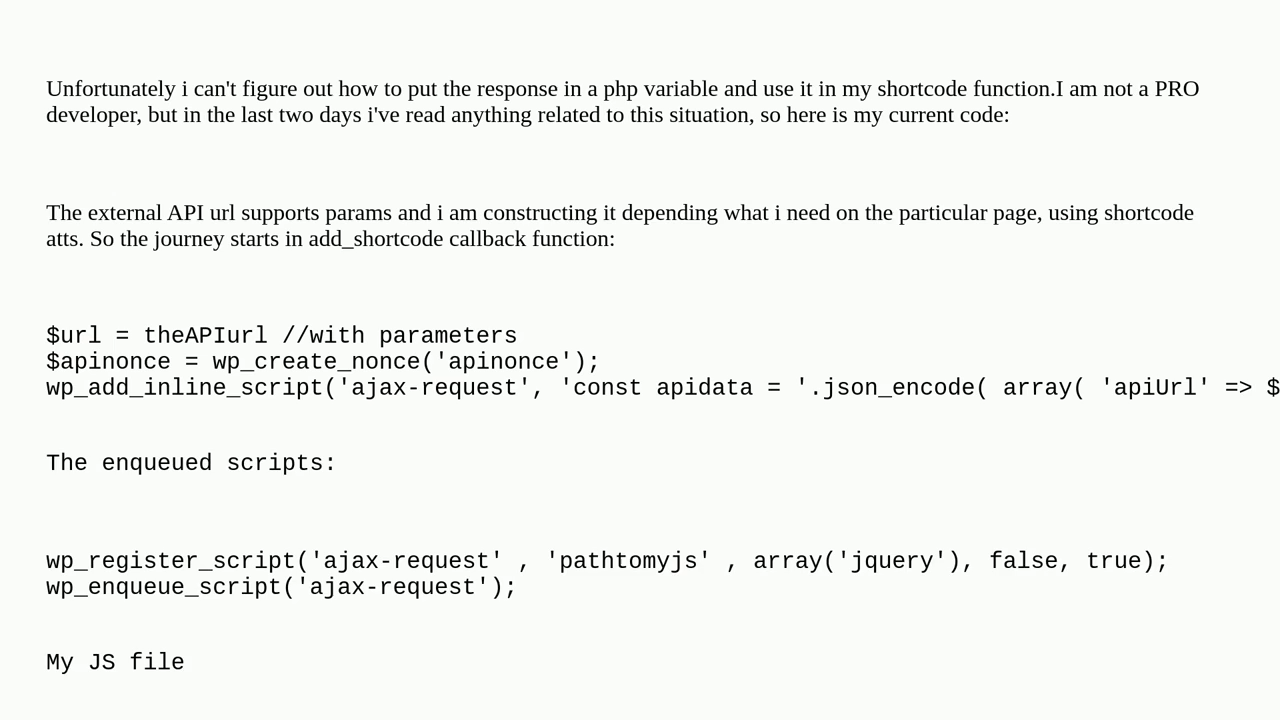 Unfortunately i can't figure out how to put the response in a php variable and use it in my shortcode function.I am not a PRO
developer, but in the last two days i've read anything related to this situation, so here is my current code:
The external API url supports params and i am constructing it depending what i need on the particular page, using shortcode
atts. So the journey starts in add_shortcode callback function:
$url = theAPIurl //with parameters
$apinonce = wp_create_nonce('apinonce');
wp_add_inline_script('ajax-request', 'const apidata = '.json_encode( array( 'apiUrl' => $
The enqueued scripts:
wp_register_script('ajax-request' , 'pathtomyjs' , array('jquery'), false, true);
wp_enqueue_script('ajax-request');
My JS file